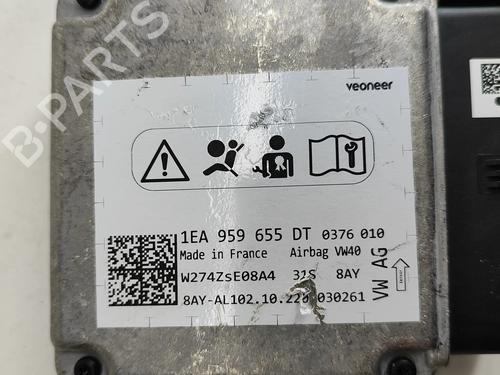 B-PARTS
veoneer
1EA 959 655 DT 0376 010
Made in France Airbag VW40
W274ZsE08A4 31S 8AY
8AY-AL102.10.220 030261
VW AG